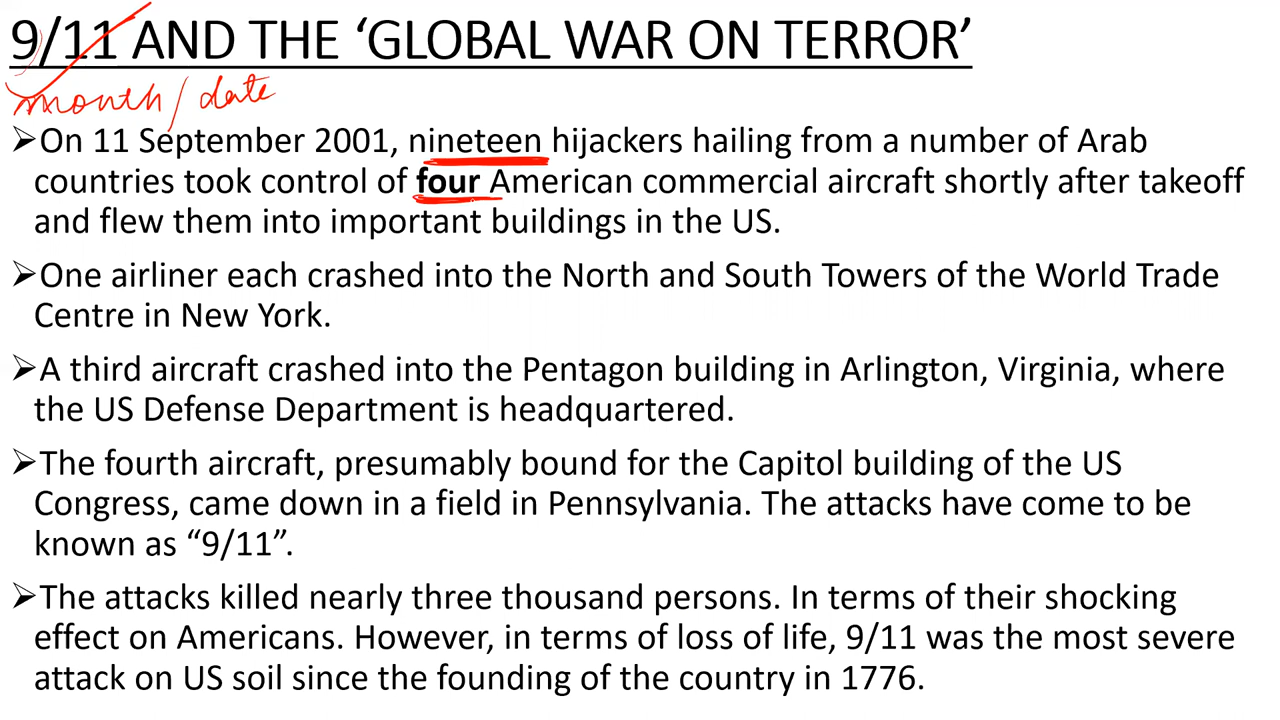 9/11 AND THE ‘GLOBAL WAR ON TERROR’
month / date
➢On 11 September 2001, nineteen hijackers hailing from a number of Arab
countries took control of four American commercial aircraft shortly after takeoff
and flew them into important buildings in the US.
➢One airliner each crashed into the North and South Towers of the World Trade
Centre in New York.
➢A third aircraft crashed into the Pentagon building in Arlington, Virginia, where
the US Defense Department is headquartered.
➢The fourth aircraft, presumably bound for the Capitol building of the US
Congress, came down in a field in Pennsylvania. The attacks have come to be
known as “9/11”.
➢The attacks killed nearly three thousand persons. In terms of their shocking
effect on Americans. However, in terms of loss of life, 9/11 was the most severe
attack on US soil since the founding of the country in 1776.